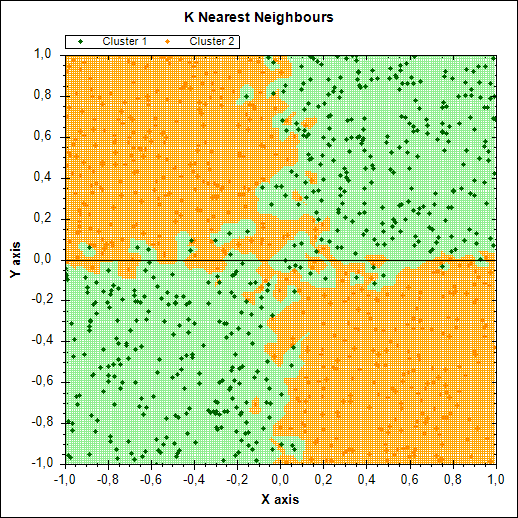 K Nearest Neighbours
Cluster 1 Cluster 2
1,0
0,8
0,6
0,4
0,2
0,0
-0,2
-0,4
-0,6
-0,8
-1,0
Y axis
-1,0 -0,8 -0,6 -0,4 -0,2 0,0 0,2 0,4 0,6 0,8 1,0
X axis